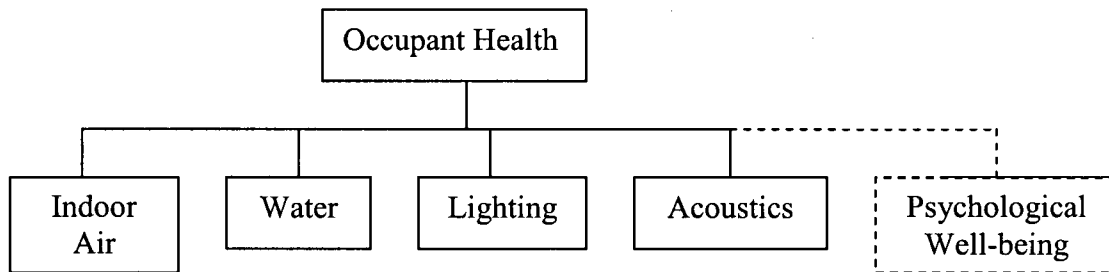 Occupant Health
Indoor
Air
Water
Lighting
Acoustics
Psychological
Well-being